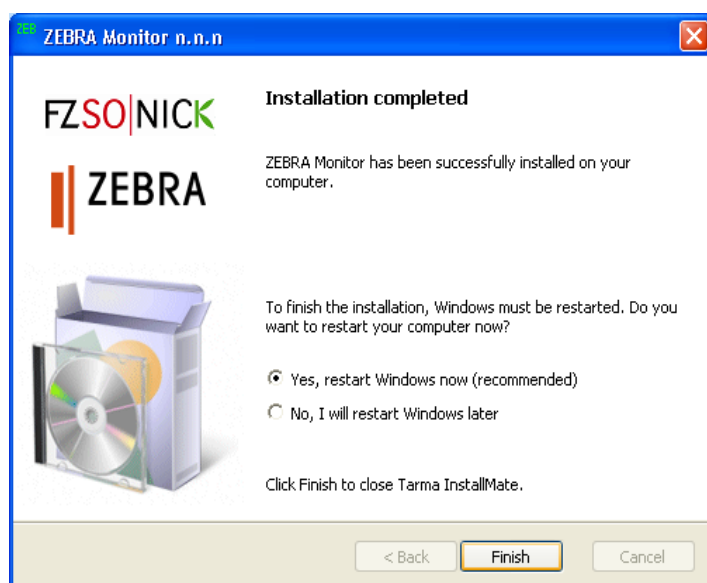 ZEB
ZEBRA Monitor n.n.n
FZSO|NICK
ZEBRA
Installation completed
ZEBRA Monitor has been successfully installed on your
computer.
To finish the installation, Windows must be restarted. Do you
want to restart your computer now?
Yes, restart Windows now (recommended)
No, I will restart Windows later
Click Finish to close Tarma InstallMate.
< Back
Finish
Cancel